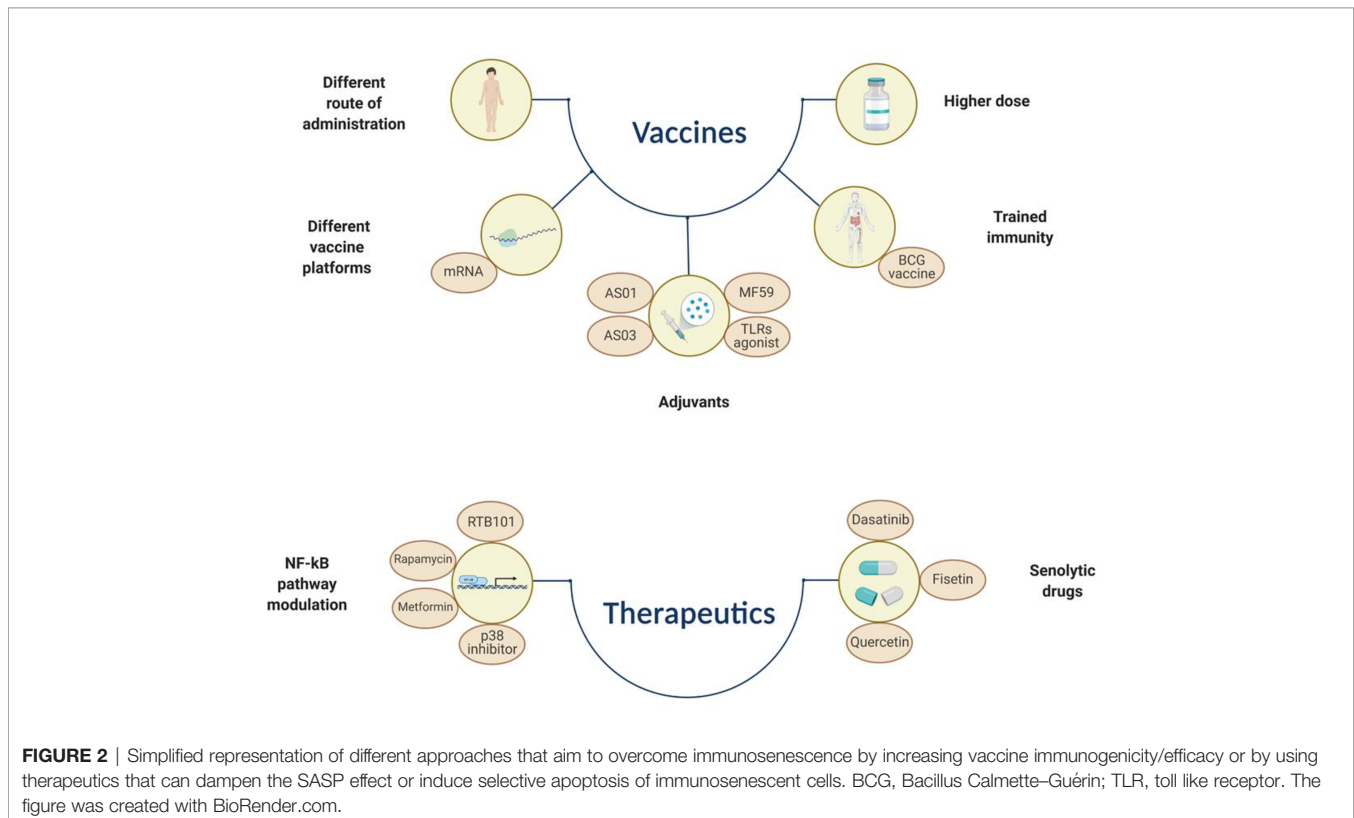 Different
route of
administration
Vaccines
Higher dose
Different
vaccine
platforms
mRNA
Trained
immunity
BCG
vaccine
AS01
MF59
AS03
TLRs
agonist
Adjuvants
NF-kB
pathway
modulation
RTB101
Rapamycin
Metformin
p38
inhibitor
Therapeutics
Dasatinib
Fisetin
Quercetin
Senolytic
drugs
FIGURE 2 | Simplified representation of different approaches that aim to overcome immunosenescence by increasing vaccine immunogenicity/efficacy or by using
therapeutics that can dampen the SASP effect or induce selective apoptosis of immunosenescent cells. BCG, Bacillus Calmette–Guérin; TLR, toll like receptor. The
figure was created with BioRender.com.